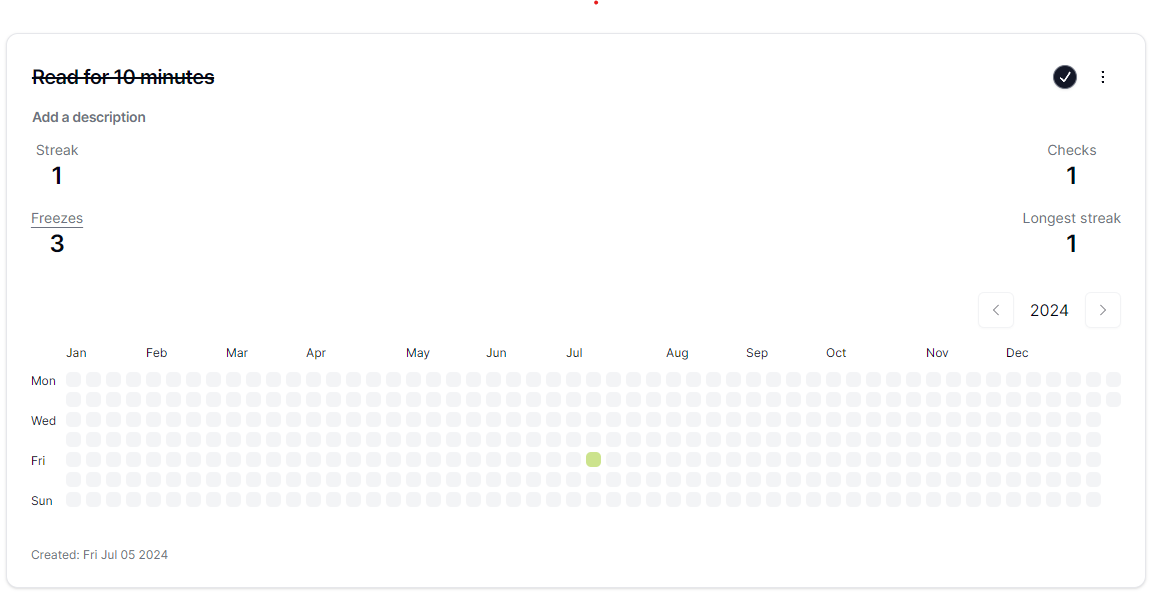 Read for 10 minutes
Add a description
Streak
1
Checks
1
Freezes
3
Longest streak
1
2024
Jan Feb Mar Apr May Jun Jul Aug Sep Oct Nov Dec
Mon
Wed
Fri
Sun
Created: Fri Jul 05 2024